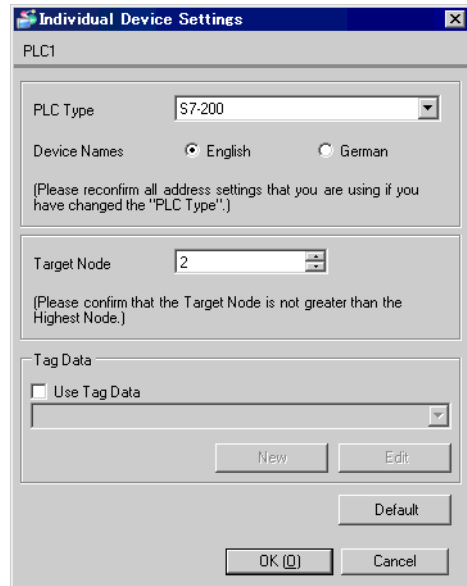 Individual Device Settings
PLC1
PLC Type
S7-200
Device Names
English
German
(Please reconfirm all address settings that you are using if you
have changed the "PLC Type".)
Target Node
2
(Please confirm that the Target Node is not greater than the
Highest Node.)
Tag Data
Use Tag Data
New
Edit
Default
OK (O)
Cancel